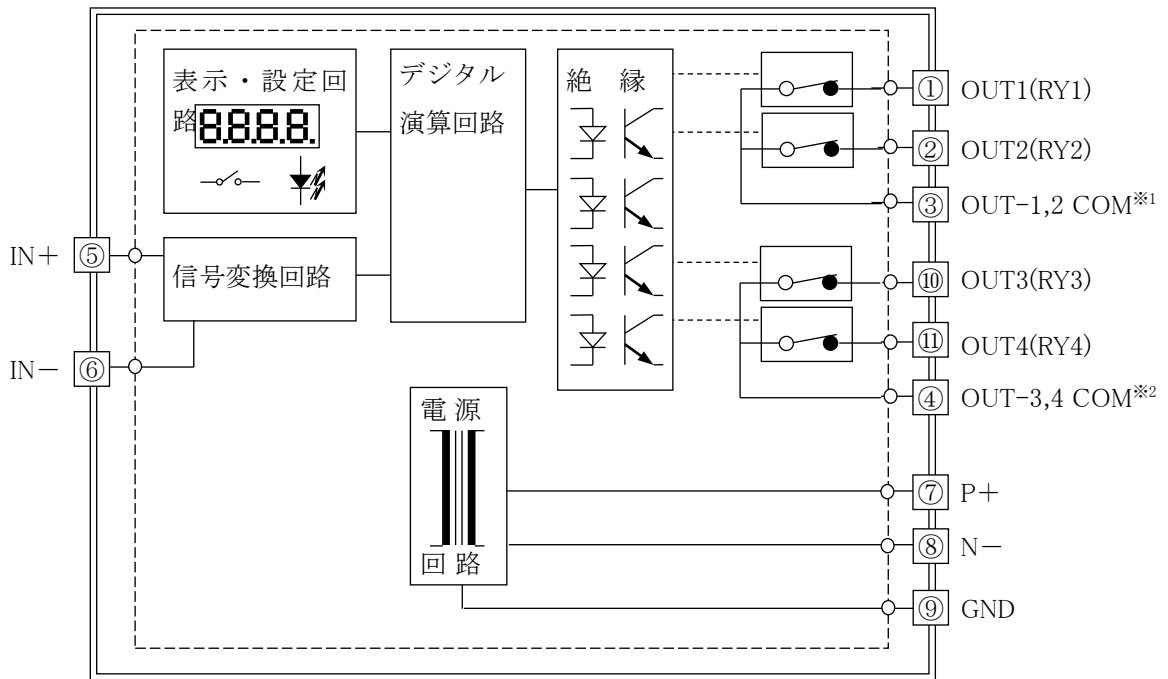 表示・設定回
路
8.8.8.8.
デジタル
演算回路
絶 縁
① OUT1(RY1)
② OUT2(RY2)
③ OUT-1,2 COM※1
IN+ ⑤
信号変換回路
IN- ⑥
⑩ OUT3(RY3)
⑪ OUT4(RY4)
④ OUT-3,4 COM※2
電 源
回 路
⑦ P+
⑧ N-
⑨ GND